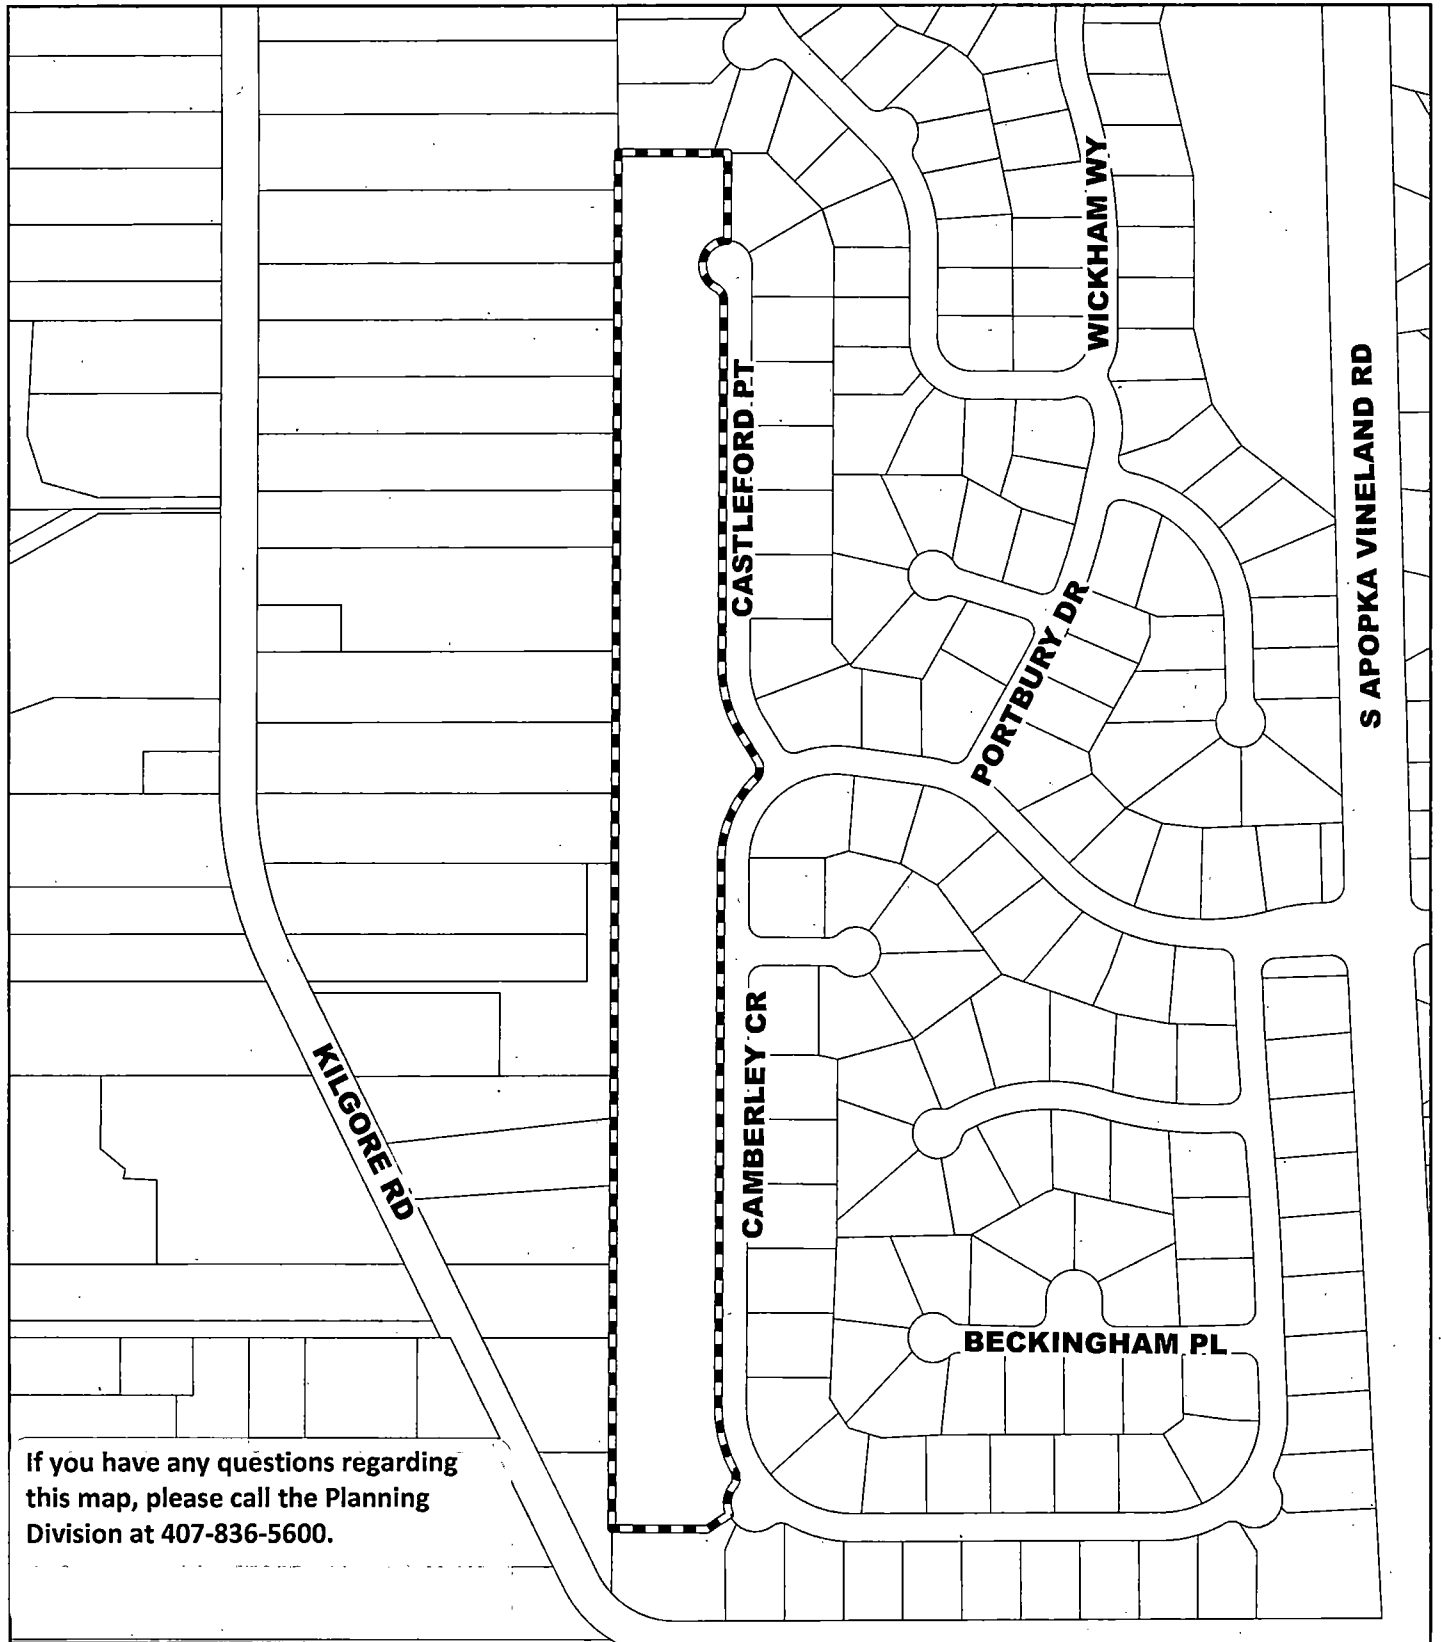 WICKHAM WY
S APOPKA VINELAND RD
CASTLEFORD PT
PORTBURY DR
CAMBERLEY CR
KILGORE RD
BECKINGHAM PL
If you have any questions regarding
this map, please call the Planning
Division at 407-836-5600.